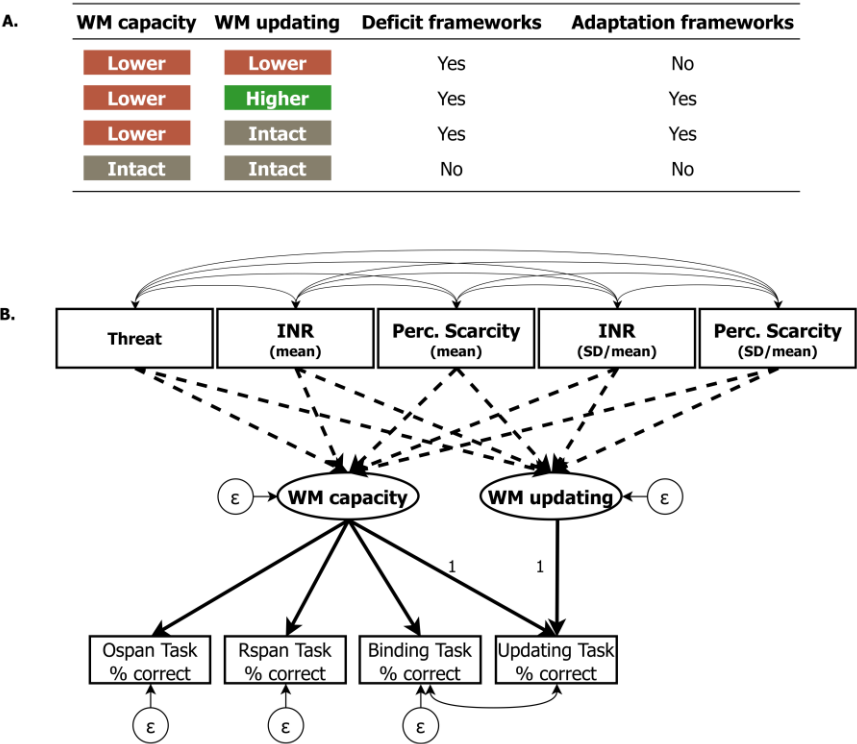 A.
WM capacity WM updating Deficit frameworks Adaptation frameworks
Lower Lower Yes No
Lower Higher Yes Yes
Lower Intact Yes Yes
Intact Intact No No
B.
Threat
INR
(mean)
Perc. Scarcity
(mean)
INR
(SD/mean)
Perc. Scarcity
(SD/mean)
ε WM capacity WM updating ε
1 1
Ospan Task
% correct
Rspan Task
% correct
Binding Task
% correct
Updating Task
% correct
ε ε ε